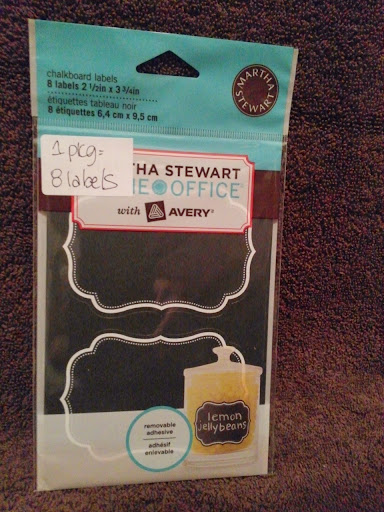 chalkboard labels
8 labels 2 1/2in x 3 3/4in
étiquettes tableau noir
8 étiquettes 6,4 cm x 9,5 cm
MARTHA
STEWART
1 pkg=
8 labels
THA STEWART
E OFFICE
with AVERY
removable
adhesive
adhésif
enlevable
lemon
jellybeans